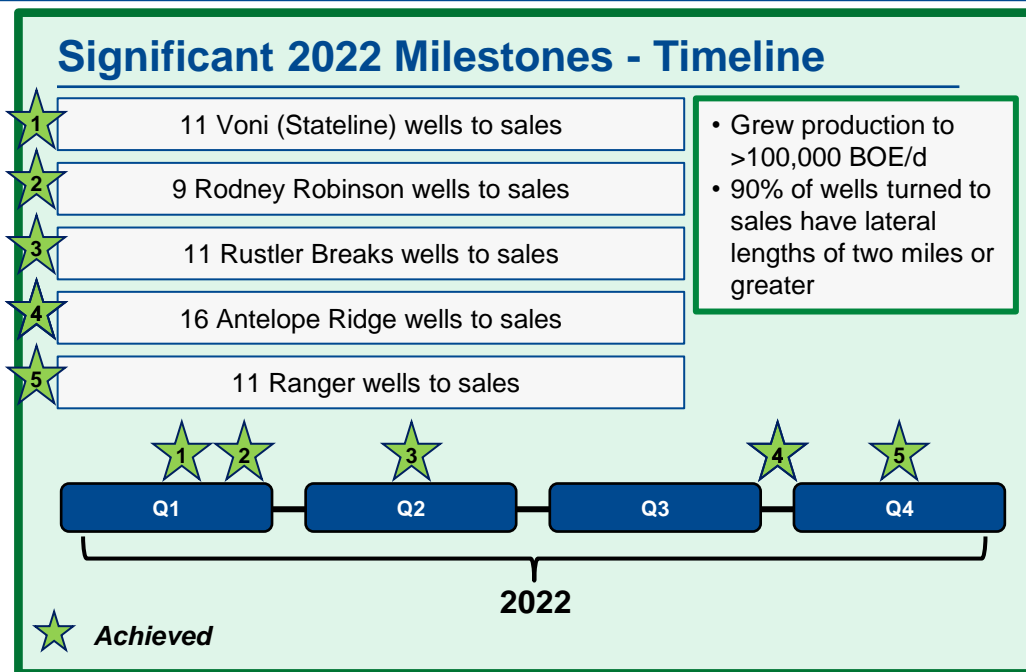 Significant 2022 Milestones - Timeline
1
11 Voni (Stateline) wells to sales
2
9 Rodney Robinson wells to sales
3
11 Rustler Breaks wells to sales
4
16 Antelope Ridge wells to sales
5
11 Ranger wells to sales
• Grew production to
>100,000 BOE/d
• 90% of wells turned to
sales have lateral
lengths of two miles or
greater
1 2 3 4 5
Q1 Q2 Q3 Q4
2022
Achieved